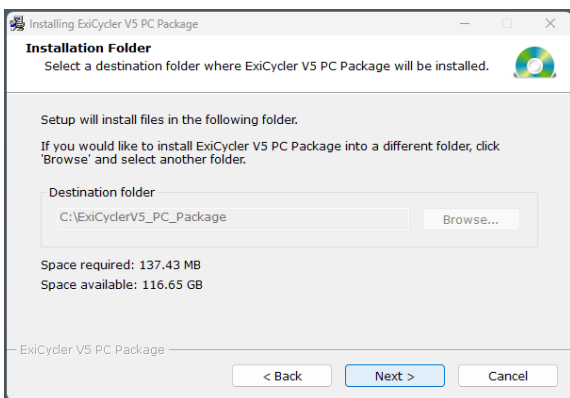 Installing ExiCycler V5 PC Package
Installation Folder
Select a destination folder where ExiCycler V5 PC Package will be installed.
Setup will install files in the following folder.
If you would like to install ExiCycler V5 PC Package into a different folder, click
'Browse' and select another folder.
Destination folder
C:\ExiCyclerV5_PC_Package
Browse...
Space required: 137.43 MB
Space available: 116.65 GB
ExiCycler V5 PC Package
< Back
Next >
Cancel